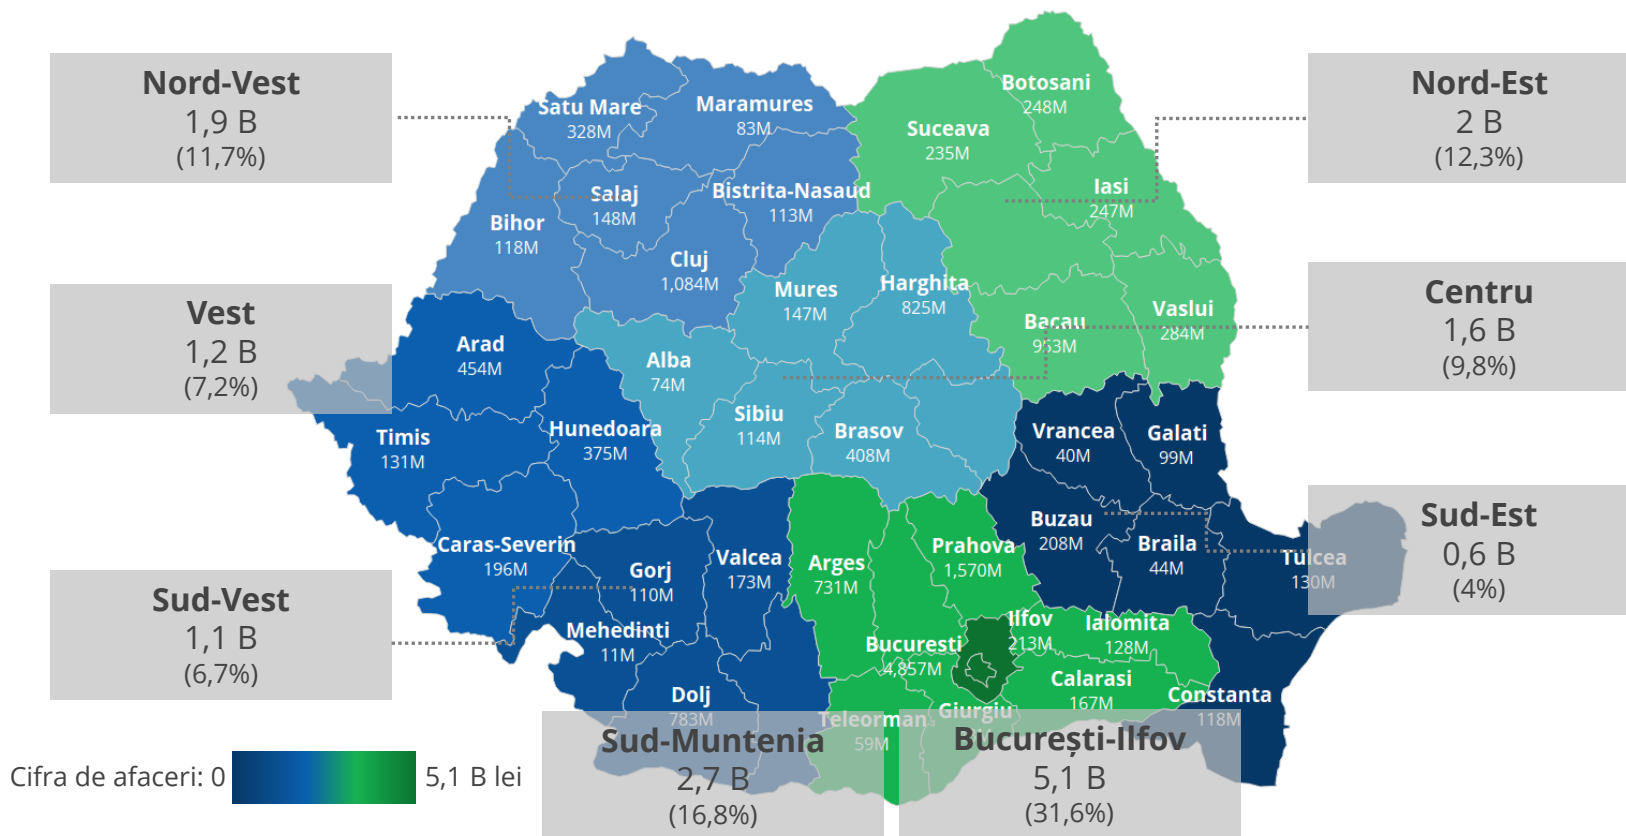 Nord-Vest
1,9 B
(11,7%)
Vest
1,2 B
(7,2%)
Sud-Vest
1,1 B
(6,7%)
Nord-Est
2 B
(12,3%)
Centru
1,6 B
(9,8%)
Sud-Est
0,6 B
(4%)
Sud-Muntenia
2,7 B
(16,8%)
București-Ilfov
5,1 B
(31,6%)
Satu Mare
328M
Maramures
83M
Salaj
148M
Bistrita-Nasaud
113M
Bihor
118M
Cluj
1,084M
Botosani
248M
Suceava
235M
Iasi
247M
Bacau
953M
Vaslui
284M
Mures
147M
Harghita
825M
Alba
74M
Sibiu
114M
Brasov
408M
Arad
454M
Timis
131M
Hunedoara
375M
Caras-Severin
196M
Gorj
110M
Valcea
173M
Mehedinti
11M
Dolj
783M
Arges
731M
Prahova
1,570M
Bucuresti
4,857M
Ilfov
213M
Ialomita
128M
Calarasi
167M
Giurgiu
Teleorman
59M
Vrancea
40M
Galati
99M
Buzau
208M
Braila
44M
Tulcea
130M
Constanta
118M
Cifra de afaceri: 0
5,1 B lei